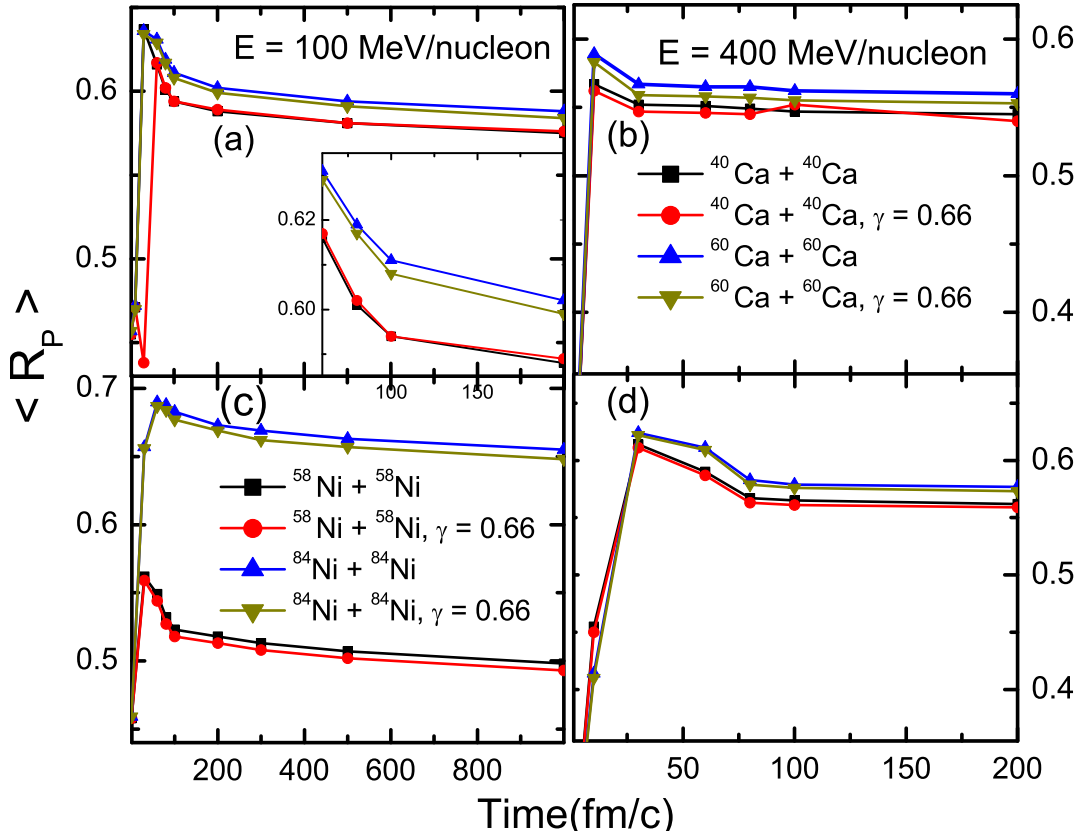 E = 100 MeV/nucleon
E = 400 MeV/nucleon
0.6
0.5
(a)
0.62
0.60
100 150
(b)
⁴⁰Ca + ⁴⁰Ca
⁴⁰Ca + ⁴⁰Ca, γ = 0.66
⁶⁰Ca + ⁶⁰Ca
⁶⁰Ca + ⁶⁰Ca, γ = 0.66
0.6
0.5
0.4
< R_P >
0.7
0.6
0.5
(c)
⁵⁸Ni + ⁵⁸Ni
⁵⁸Ni + ⁵⁸Ni, γ = 0.66
⁸⁴Ni + ⁸⁴Ni
⁸⁴Ni + ⁸⁴Ni, γ = 0.66
(d)
0.6
0.5
0.4
200 400 600 800
50 100 150 200
Time(fm/c)